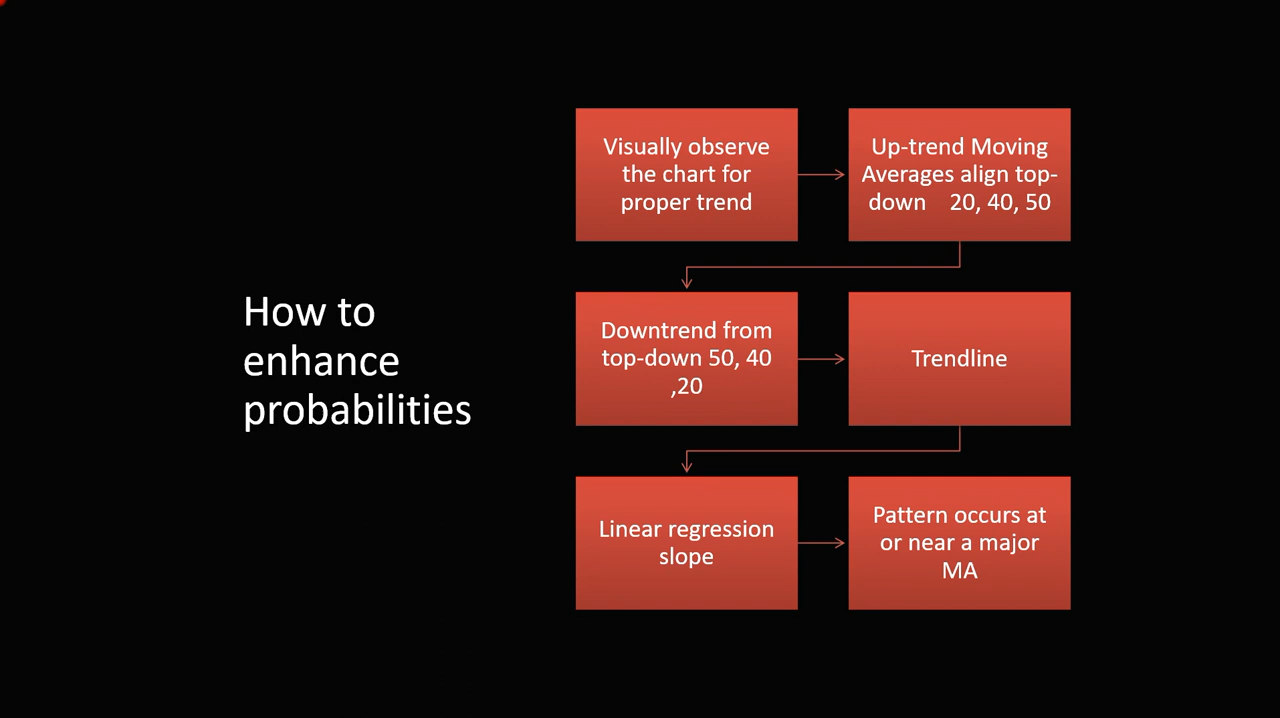 How to
enhance
probabilities
Visually observe
the chart for
proper trend
Up-trend Moving
Averages align top-
down 20, 40, 50
Downtrend from
top-down 50, 40
,20
Trendline
Linear regression
slope
Pattern occurs at
or near a major
MA